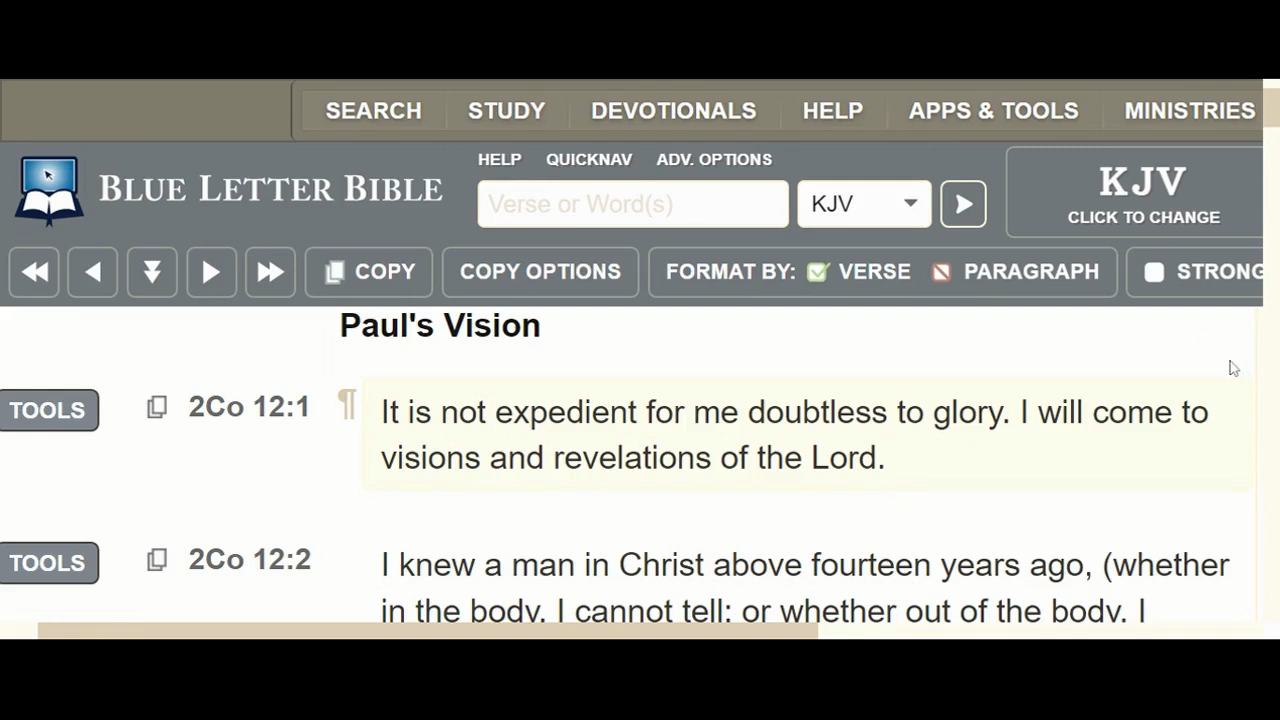 SEARCH STUDY DEVOTIONALS HELP APPS & TOOLS MINISTRIES
HELP QUICKNAV ADV. OPTIONS
BLUE LETTER BIBLE Verse or Word(s) KJV KJV
CLICK TO CHANGE
COPY COPY OPTIONS FORMAT BY: VERSE PARAGRAPH STRONG
Paul's Vision
TOOLS 2Co 12:1 ¶ It is not expedient for me doubtless to glory. I will come to
visions and revelations of the Lord.
TOOLS 2Co 12:2 I knew a man in Christ above fourteen years ago, (whether
in the body, I cannot tell; or whether out of the body, I